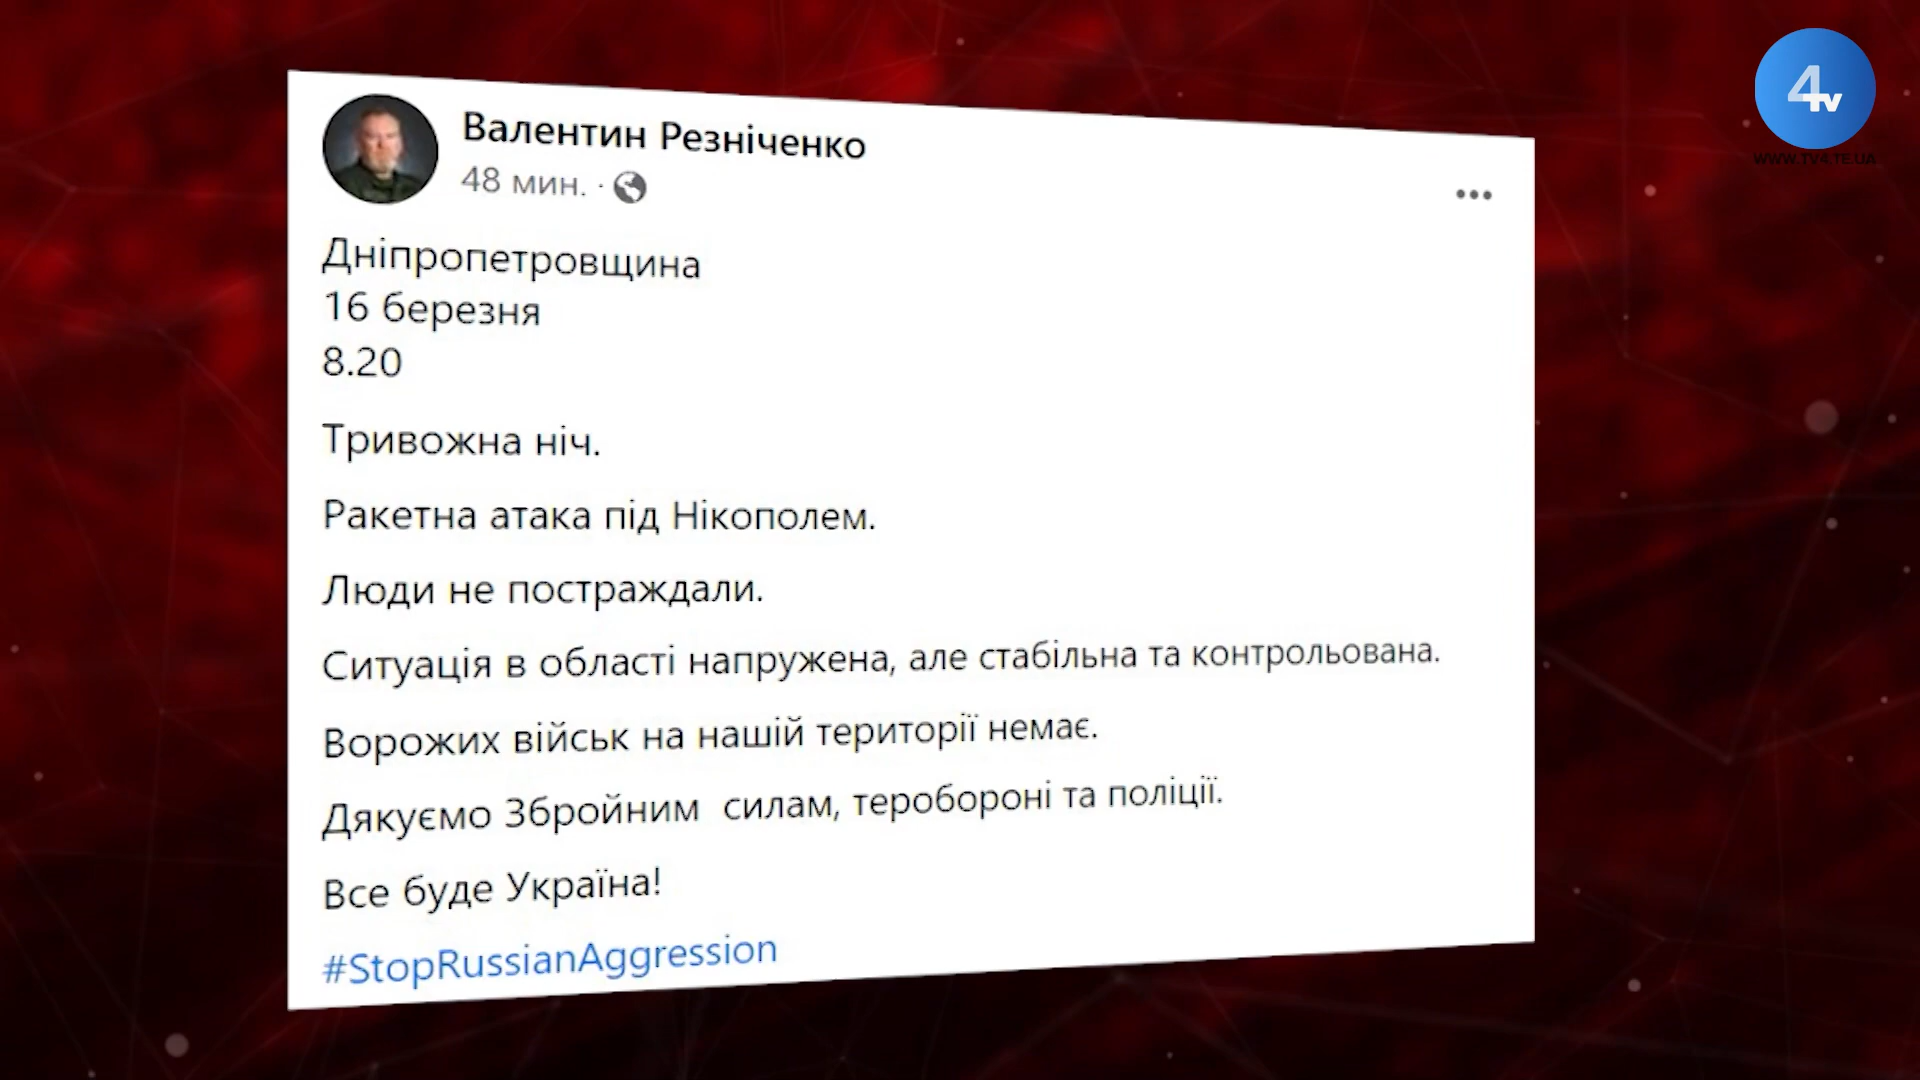 4tv
WWW.TV4.TE.UA
Валентин Резніченко
48 мин. ·
Дніпропетровщина
16 березня
8.20
Тривожна ніч.
Ракетна атака під Нікополем.
Люди не постраждали.
Ситуація в області напружена, але стабільна та контрольована.
Ворожих військ на нашій території немає.
Дякуємо Збройним силам, теробороні та поліції.
Все буде Україна!
#StopRussianAggression